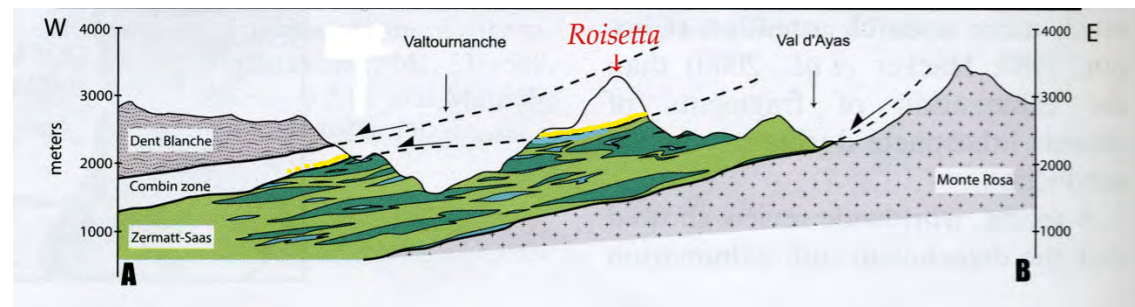 W
4000
3000
2000
1000
meters
Valtournanche
Roisetta
Val d'Ayas
4000
E
3000
2000
1000
Dent Blanche
Combin zone
Zermatt-Saas
Monte Rosa
A
B